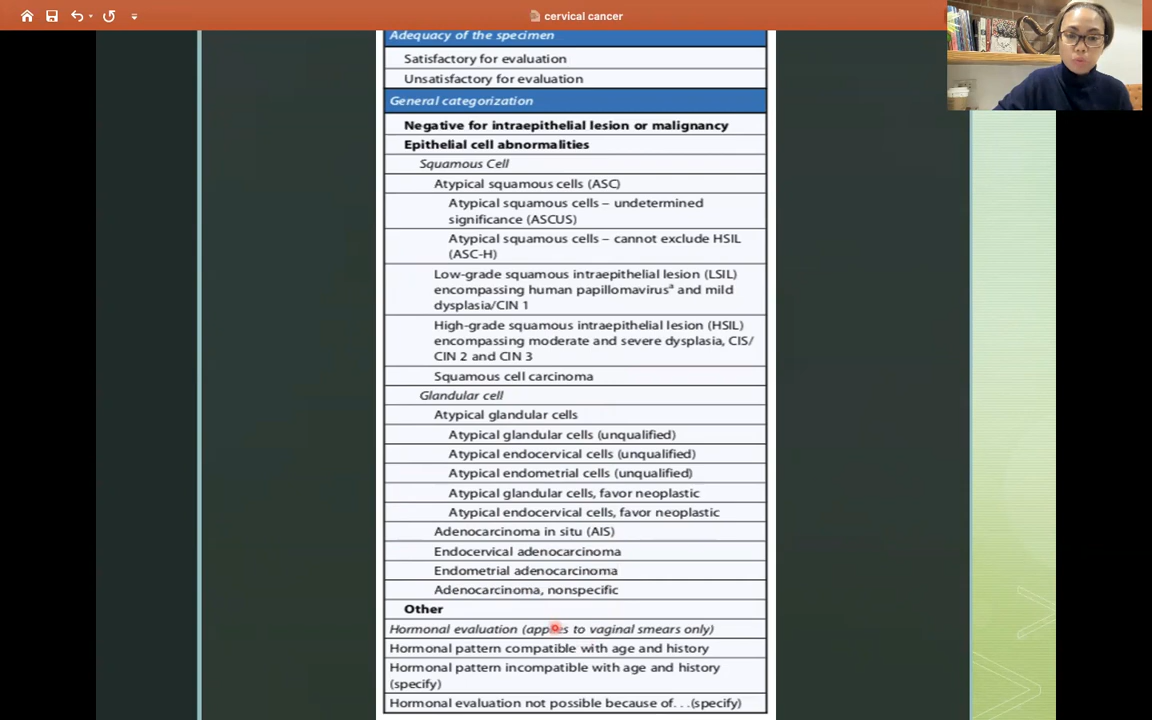 cervical cancer
Adequacy of the specimen
Satisfactory for evaluation
Unsatisfactory for evaluation
General categorization
Negative for intraepithelial lesion or malignancy
Epithelial cell abnormalities
Squamous Cell
Atypical squamous cells (ASC)
Atypical squamous cells – undetermined
significance (ASCUS)
Atypical squamous cells – cannot exclude HSIL
(ASC-H)
Low-grade squamous intraepithelial lesion (LSIL)
encompassing human papillomavirusª and mild
dysplasia/CIN 1
High-grade squamous intraepithelial lesion (HSIL)
encompassing moderate and severe dysplasia, CIS/
CIN 2 and CIN 3
Squamous cell carcinoma
Glandular cell
Atypical glandular cells
Atypical glandular cells (unqualified)
Atypical endocervical cells (unqualified)
Atypical endometrial cells (unqualified)
Atypical glandular cells, favor neoplastic
Atypical endocervical cells, favor neoplastic
Adenocarcinoma in situ (AIS)
Endocervical adenocarcinoma
Endometrial adenocarcinoma
Adenocarcinoma, nonspecific
Other
Hormonal evaluation (applies to vaginal smears only)
Hormonal pattern compatible with age and history
Hormonal pattern incompatible with age and history
(specify)
Hormonal evaluation not possible because of. . .(specify)